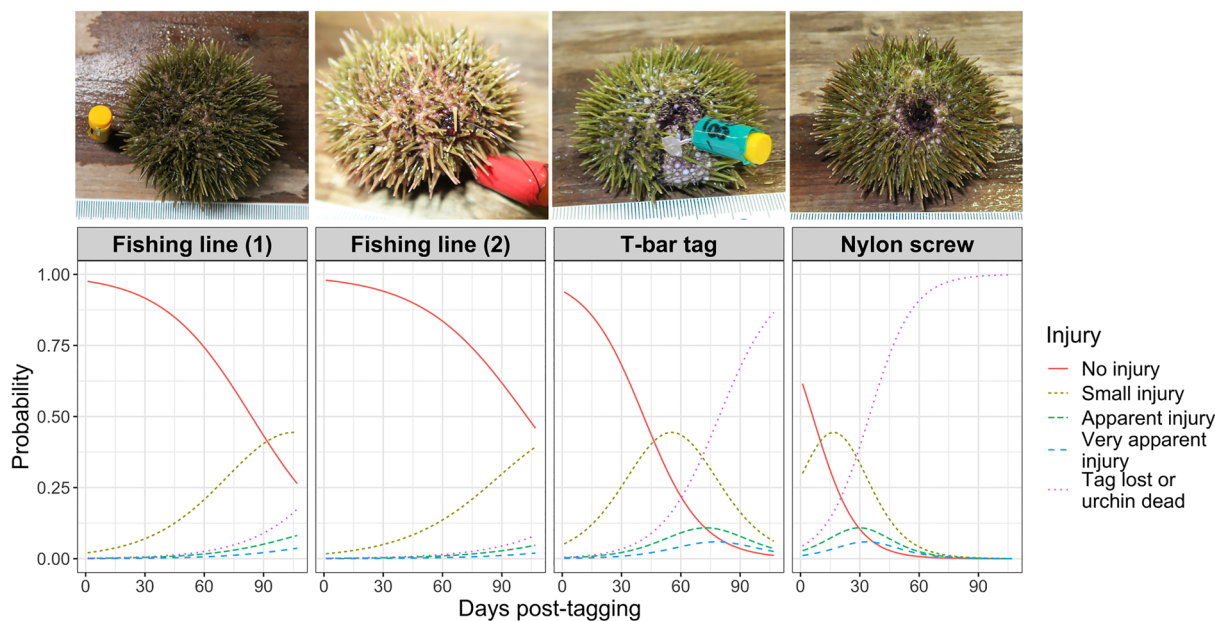 Fishing line (1)
Fishing line (2)
T-bar tag
Nylon screw
1.00
0.75
0.50
0.25
0.00
Probability
0 30 60 90
0 30 60 90
0 30 60 90
0 30 60 90
Days post-tagging
Injury
No injury
Small injury
Apparent injury
Very apparent
injury
Tag lost or
urchin dead